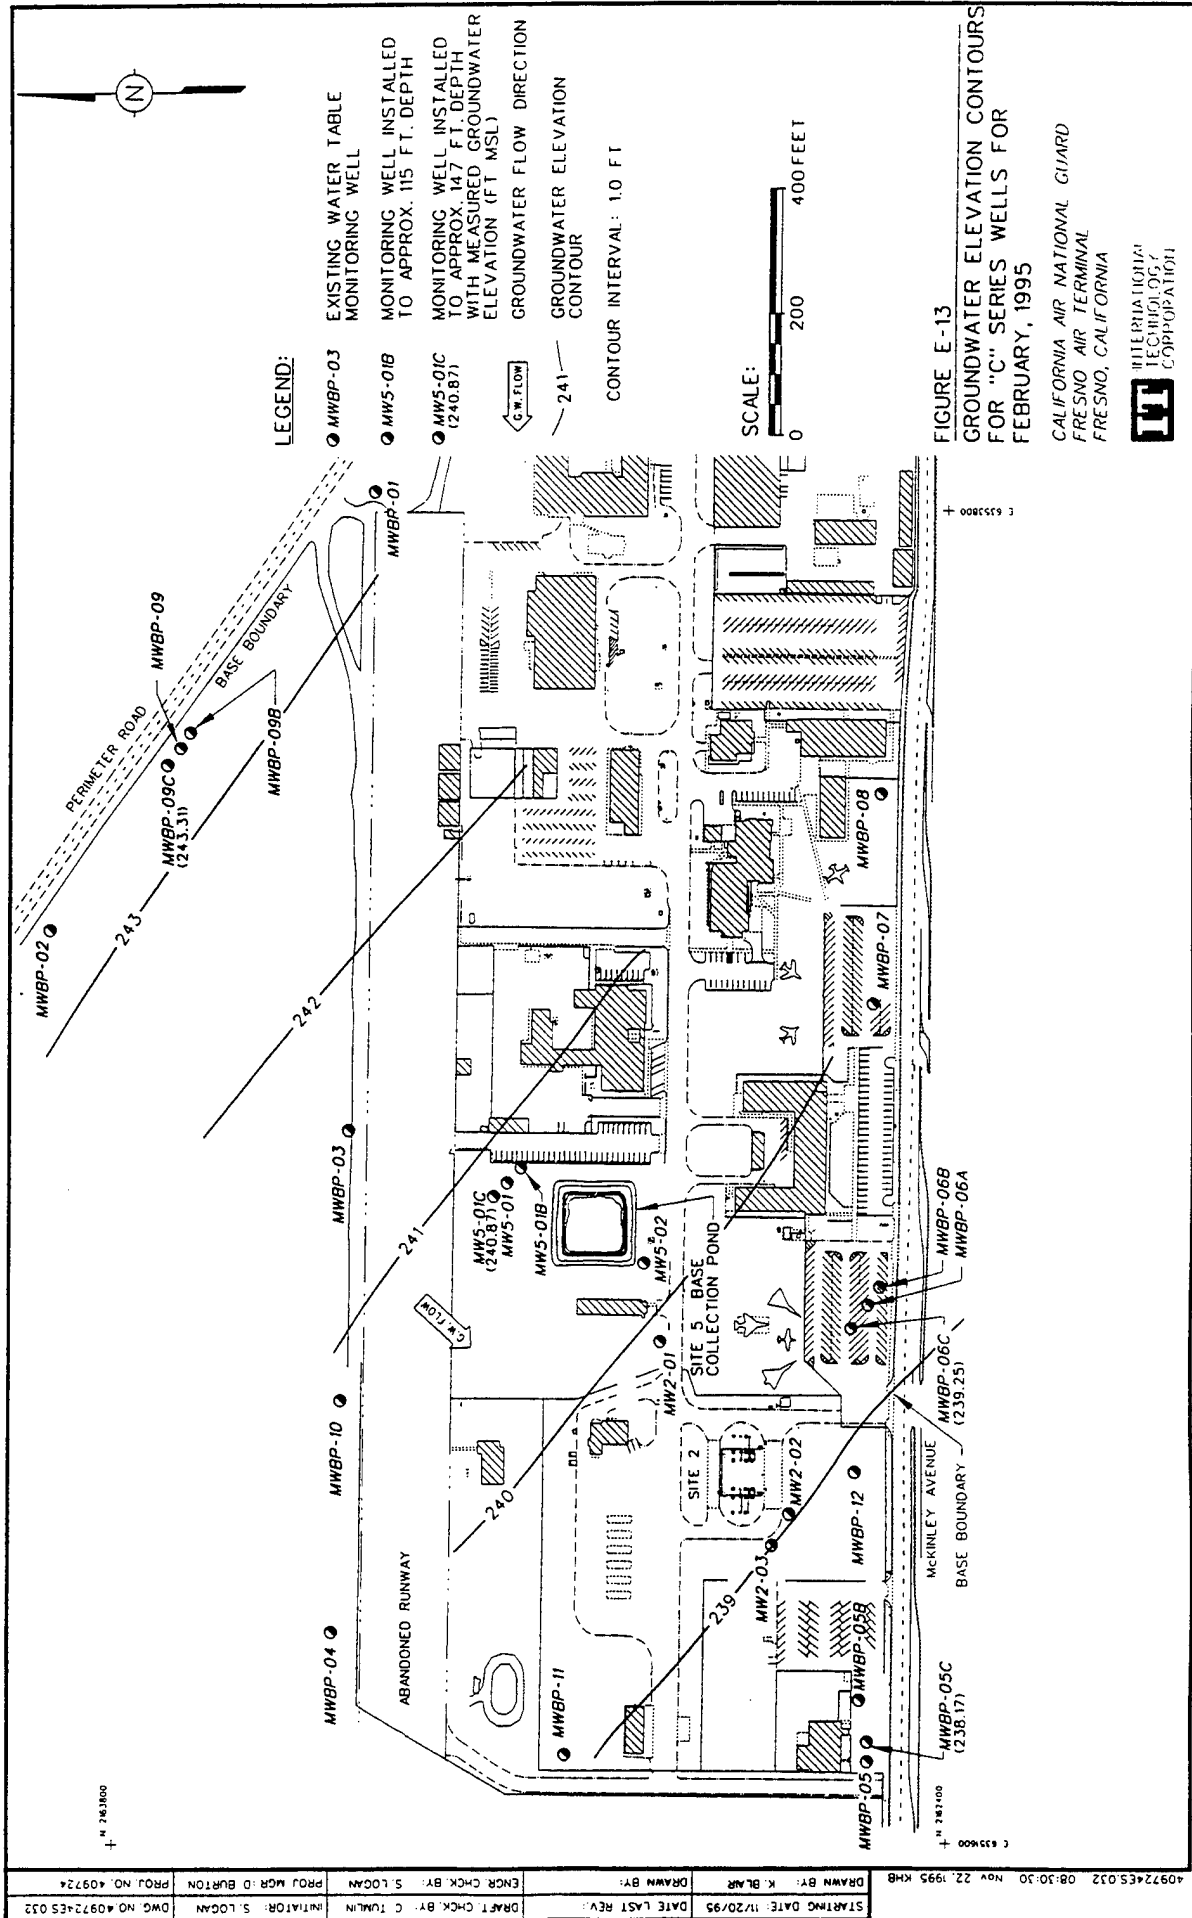 N
LEGEND:
MWBP-03
EXISTING WATER TABLE
MONITORING WELL
MW5-01B
MONITORING WELL INSTALLED
TO APPROX. 115 FT. DEPTH
MW5-01C
(240.87)
MONITORING WELL INSTALLED
TO APPROX. 147 FT. DEPTH
WITH MEASURED GROUNDWATER
ELEVATION (FT MSL)
G.W. FLOW
GROUNDWATER FLOW DIRECTION
241
GROUNDWATER ELEVATION
CONTOUR
CONTOUR INTERVAL: 1.0 FT
SCALE:
0
200
400 FEET
FIGURE E-13
GROUNDWATER ELEVATION CONTOURS
FOR "C" SERIES WELLS FOR
FEBRUARY, 1995
CALIFORNIA AIR NATIONAL GUARD
FRESNO AIR TERMINAL
FRESNO, CALIFORNIA
INTERNATIONAL
TECHNOLOGY
CORPORATION
PERIMETER ROAD
BASE BOUNDARY
MWBP-02
MWBP-09
MWBP-09C
(243.31)
MWBP-09B
MWBP-01
243
242
241
240
239
MWBP-03
MWBP-10
MWBP-04
ABANDONED RUNWAY
G.W. FLOW
MW5-01C
(240.87)
MW5-01
MW5-01B
MW5-02
SITE 5 BASE
COLLECTION POND
MW2-01
SITE 2
MW2-02
MW2-03
MWBP-11
MWBP-12
MWBP-08
MWBP-07
MWBP-06B
MWBP-06A
MWBP-06C
(239.25)
McKINLEY AVENUE
BASE BOUNDARY
MWBP-05B
MWBP-05C
(238.17)
MWBP-05
N 2163800
N 2162400
E 6351600
E 6353800
409724ES.032 08:30:30 Nov 22, 1995 KHB
STARTING DATE: 11/20/95
DRAWN BY: K. BLAIR
DATE LAST REV.:
DRAWN BY:
DRAFT. CHCK. BY: C TUMLIN
ENGR. CHCK. BY: S. LOGAN
INITIATOR: S. LOGAN
PROJ MGR: D BURTON
DWG. NO. 409724ES 032
PROJ. NO. 409724